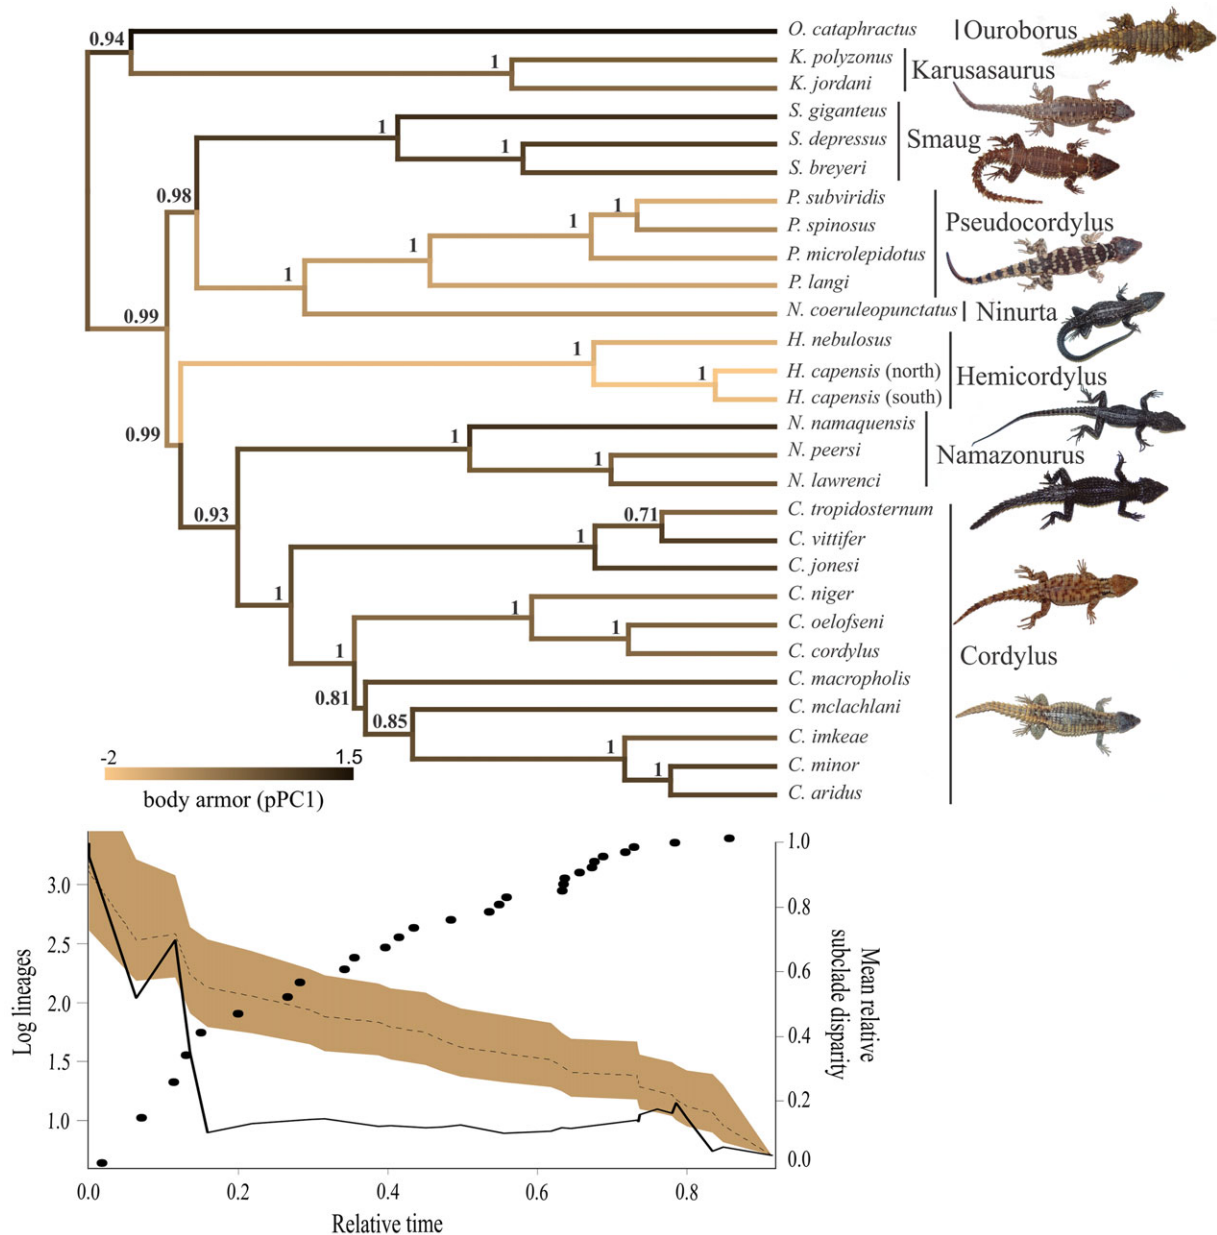 0.94
O. cataphractus
Ouroborus
1
K. polyzonus
Karusasaurus
K. jordani
S. giganteus
1
S. depressus
Smaug
1
S. breyeri
0.98
P. subviridis
1
P. spinosus
Pseudocordylus
1
1
P. microlepidotus
1
P. langi
0.99
N. coeruleopunctatus
Ninurta
H. nebulosus
1
H. capensis (north)
Hemicordylus
1
H. capensis (south)
0.99
N. namaquensis
1
N. peersi
Namazonurus
1
N. lawrenci
0.93
C. tropidosternum
0.71
C. vittifer
1
C. jonesi
1
C. niger
1
C. oelofseni
1
C. cordylus
Cordylus
1
C. macropholis
0.81
C. mclachlani
0.85
C. imkeae
1
C. minor
1
C. aridus
-2
1.5
body armor (pPC1)
Log lineages
3.0
2.5
2.0
1.5
1.0
1.0
0.8
0.6
0.4
0.2
0.0
Mean relative
subclade disparity
0.0
0.2
0.4
0.6
0.8
Relative time